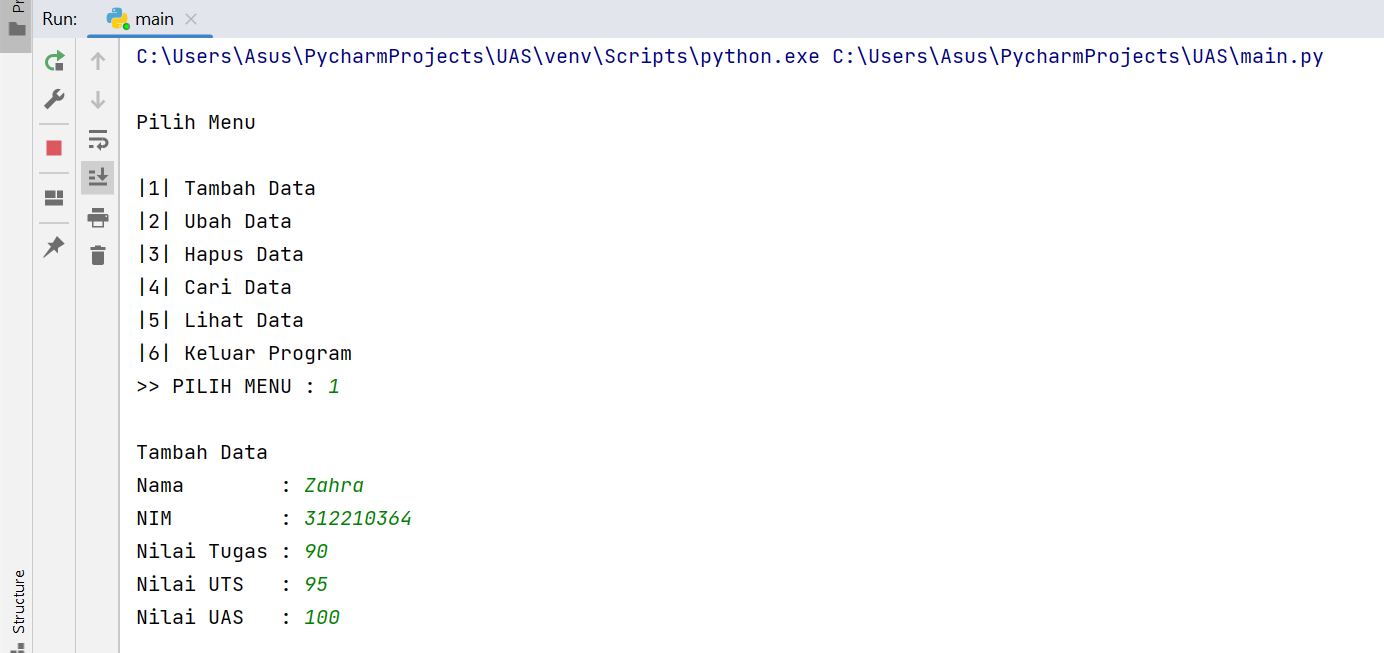 Run: main
C:\Users\Asus\PycharmProjects\UAS\venv\Scripts\python.exe C:\Users\Asus\PycharmProjects\UAS\main.py
Pilih Menu
|1| Tambah Data
|2| Ubah Data
|3| Hapus Data
|4| Cari Data
|5| Lihat Data
|6| Keluar Program
>> PILIH MENU : 1
Tambah Data
Nama        : Zahra
NIM         : 312210364
Nilai Tugas : 90
Nilai UTS   : 95
Nilai UAS   : 100
Structure